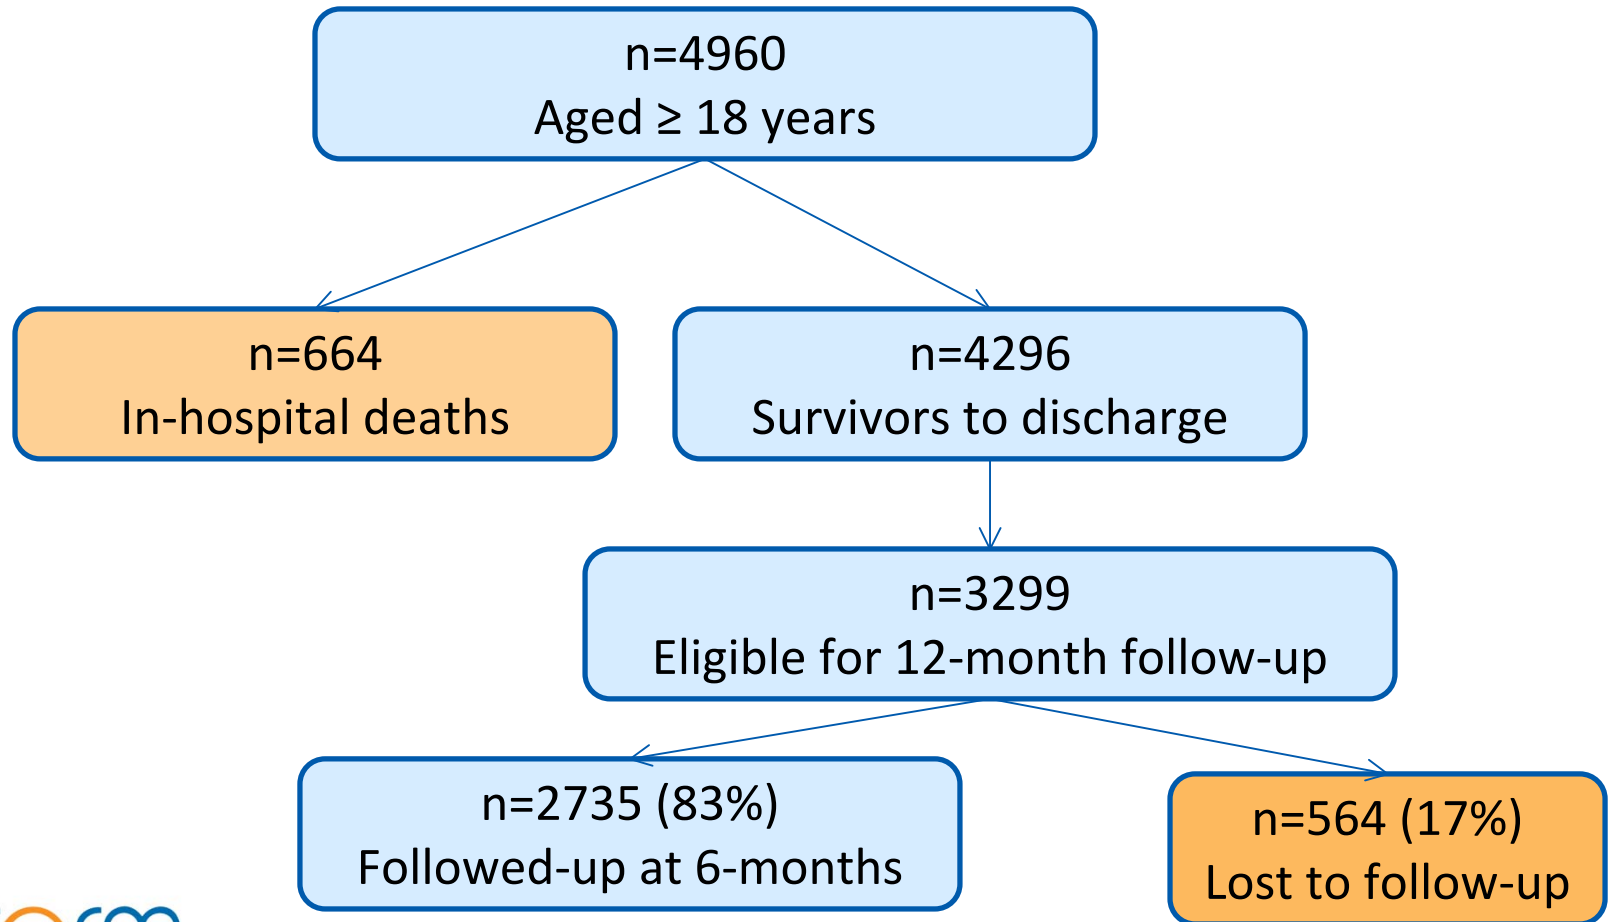 n=4960
Aged ≥ 18 years
n=664
In-hospital deaths
n=4296
Survivors to discharge
n=3299
Eligible for 12-month follow-up
n=2735 (83%)
Followed-up at 6-months
n=564 (17%)
Lost to follow-up